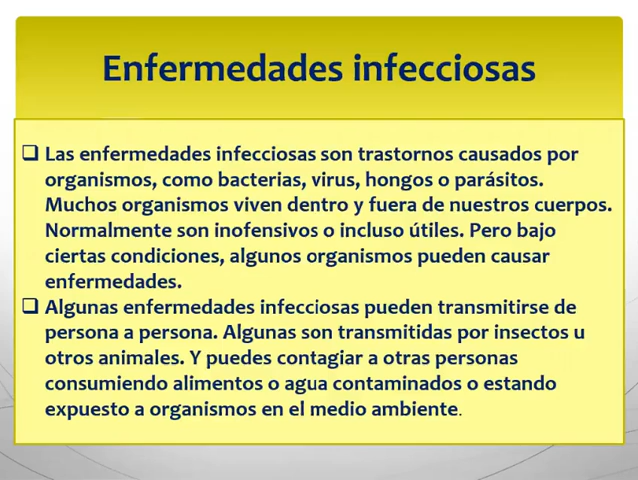 Enfermedades infecciosas
❑ Las enfermedades infecciosas son trastornos causados por
organismos, como bacterias, virus, hongos o parásitos.
Muchos organismos viven dentro y fuera de nuestros cuerpos.
Normalmente son inofensivos o incluso útiles. Pero bajo
ciertas condiciones, algunos organismos pueden causar
enfermedades.
❑ Algunas enfermedades infecciosas pueden transmitirse de
persona a persona. Algunas son transmitidas por insectos u
otros animales. Y puedes contagiar a otras personas
consumiendo alimentos o agua contaminados o estando
expuesto a organismos en el medio ambiente.